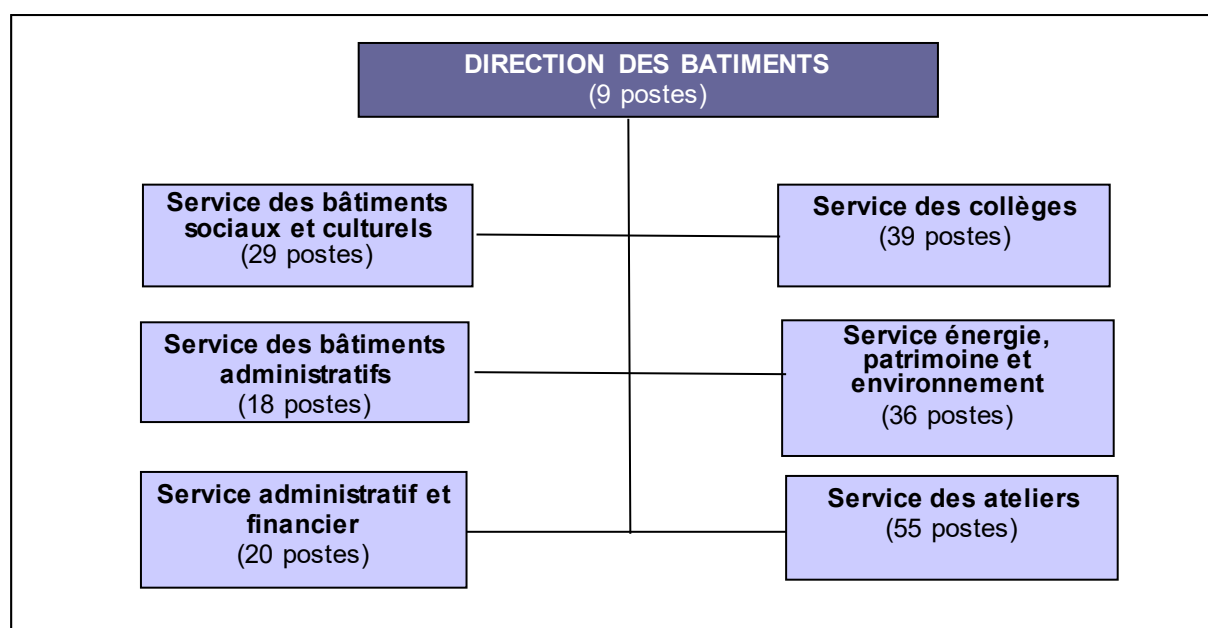 DIRECTION DES BATIMENTS
(9 postes)
Service des bâtiments
sociaux et culturels
(29 postes)
Service des collèges
(39 postes)
Service des bâtiments
administratifs
(18 postes)
Service énergie,
patrimoine et
environnement
(36 postes)
Service administratif et
financier
(20 postes)
Service des ateliers
(55 postes)